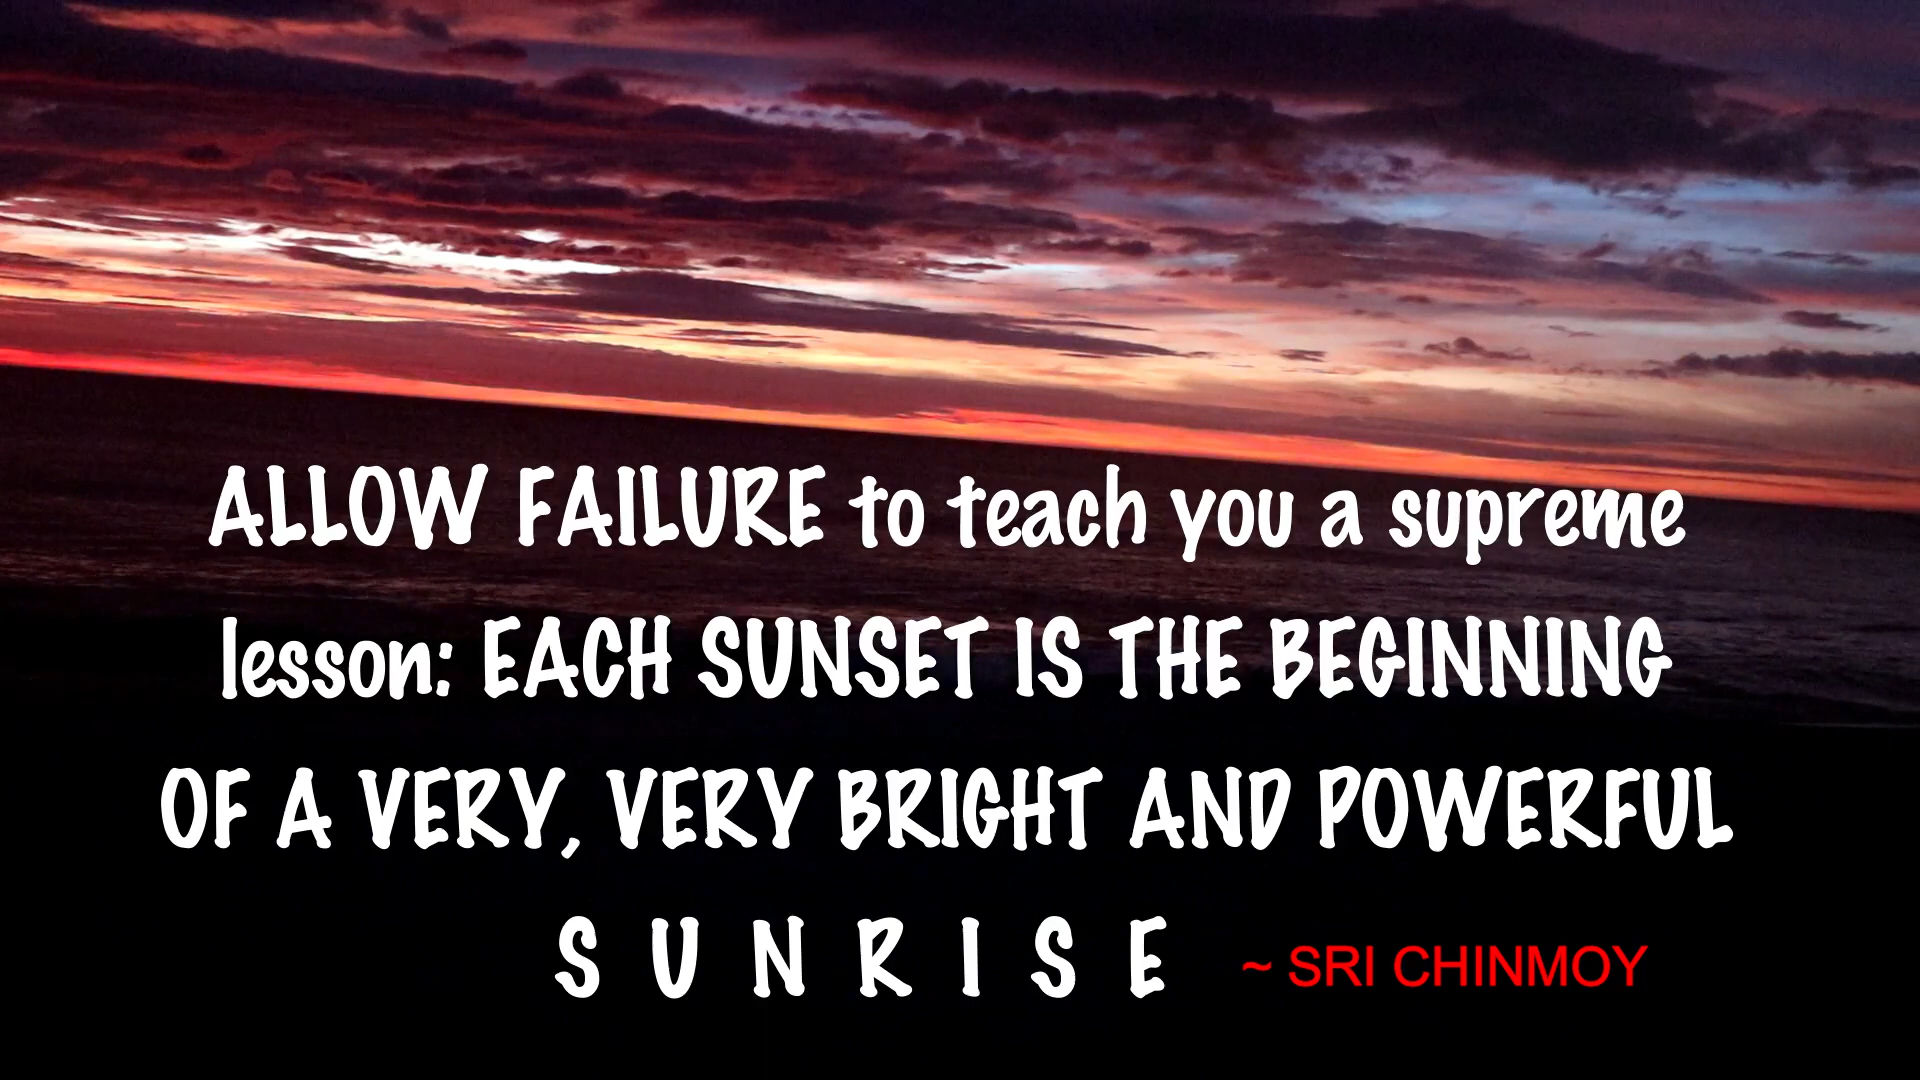 ALLOW FAILURE to teach you a supreme
lesson: EACH SUNSET IS THE BEGINNING
OF A VERY, VERY BRIGHT AND POWERFUL
S U N R I S E ~ SRI CHINMOY